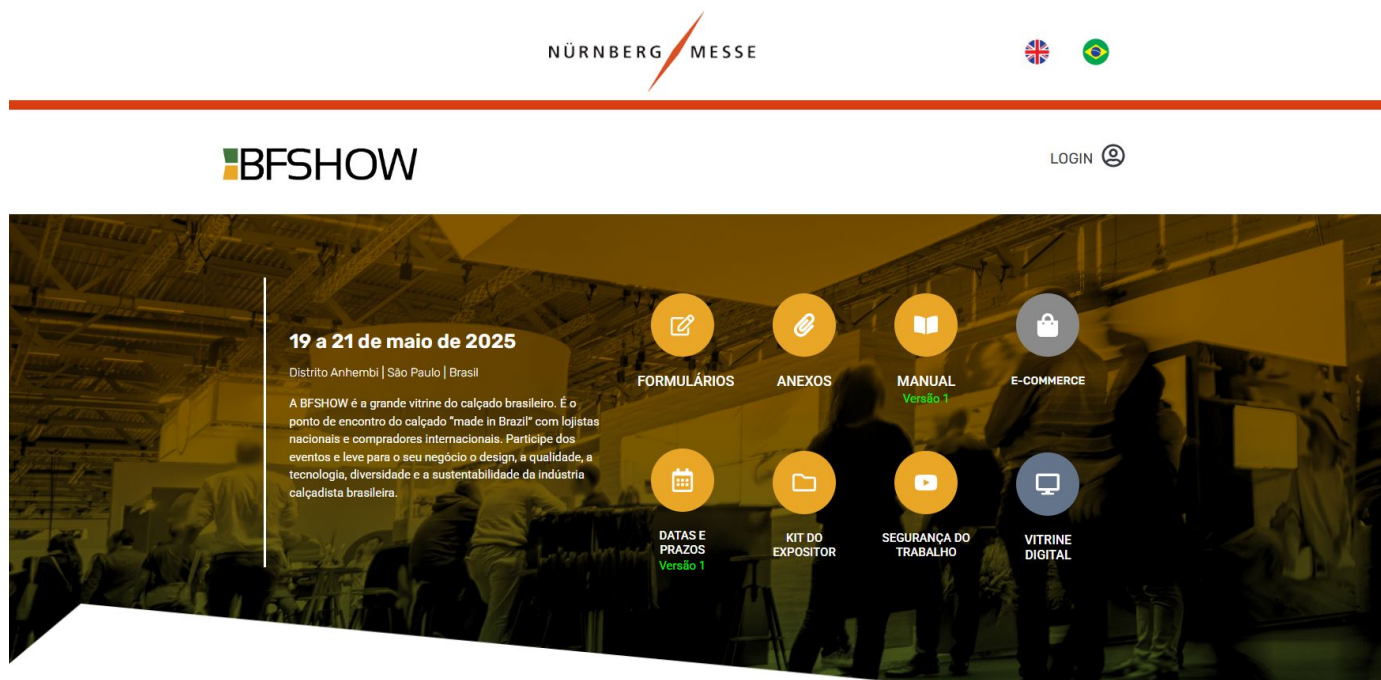 NÜRNBERG MESSE
BFSHOW
LOGIN
19 a 21 de maio de 2025
Distrito Anhembi | São Paulo | Brasil
A BFSHOW é a grande vitrine do calçado brasileiro. É o
ponto de encontro do calçado “made in Brazil” com lojistas
nacionais e compradores internacionais. Participe dos
eventos e leve para o seu negócio o design, a qualidade, a
tecnologia, diversidade e a sustentabilidade da indústria
calçadista brasileira.
FORMULÁRIOS
ANEXOS
MANUAL
Versão 1
E-COMMERCE
DATAS E
PRAZOS
Versão 1
KIT DO
EXPOSITOR
SEGURANÇA DO
TRABALHO
VITRINE
DIGITAL